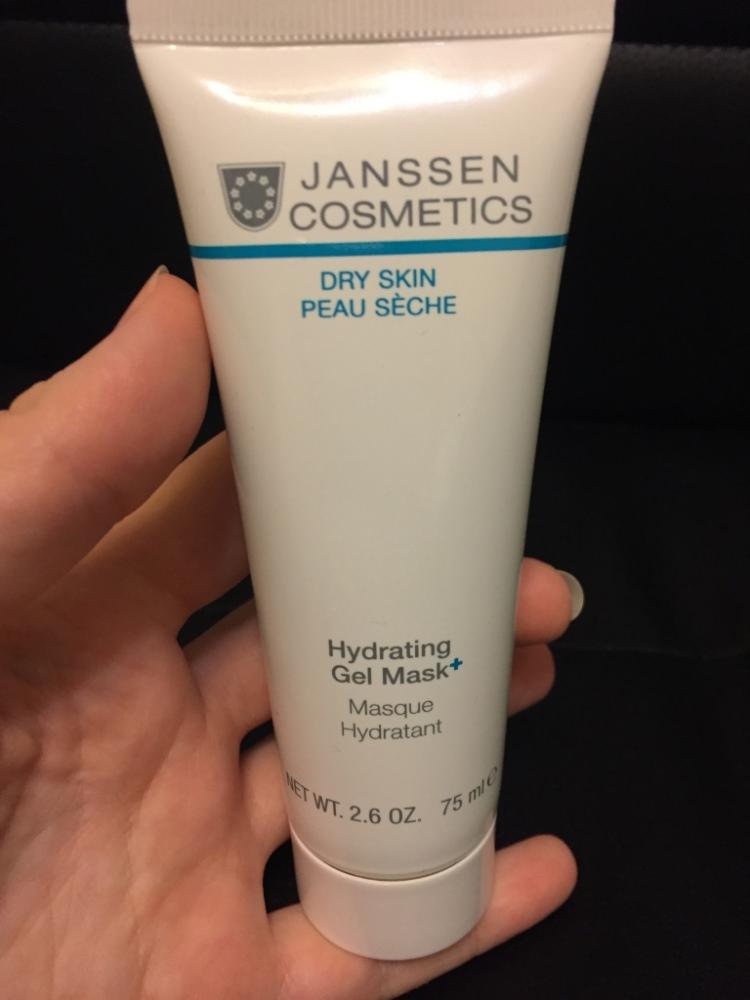 JANSSEN
COSMETICS
DRY SKIN
PEAU SÈCHE
Hydrating
Gel Mask+
Masque
Hydratant
NET WT. 2.6 OZ. 75 ml ℮